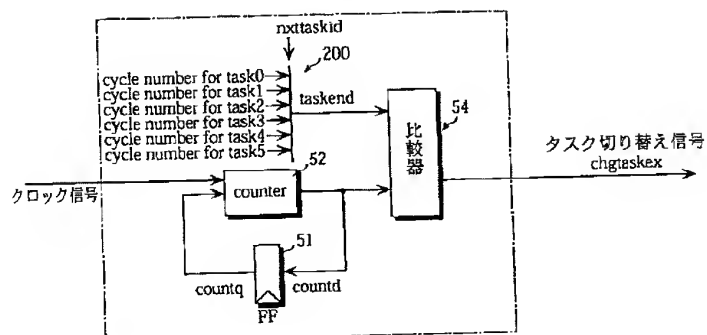 nxttaskid
200
cycle number for task0
cycle number for task1
cycle number for task2
cycle number for task3
cycle number for task4
cycle number for task5
taskend
54
比較器
タスク切り替え信号
chgtaskex
52
クロック信号
counter
51
countq
countd
FF